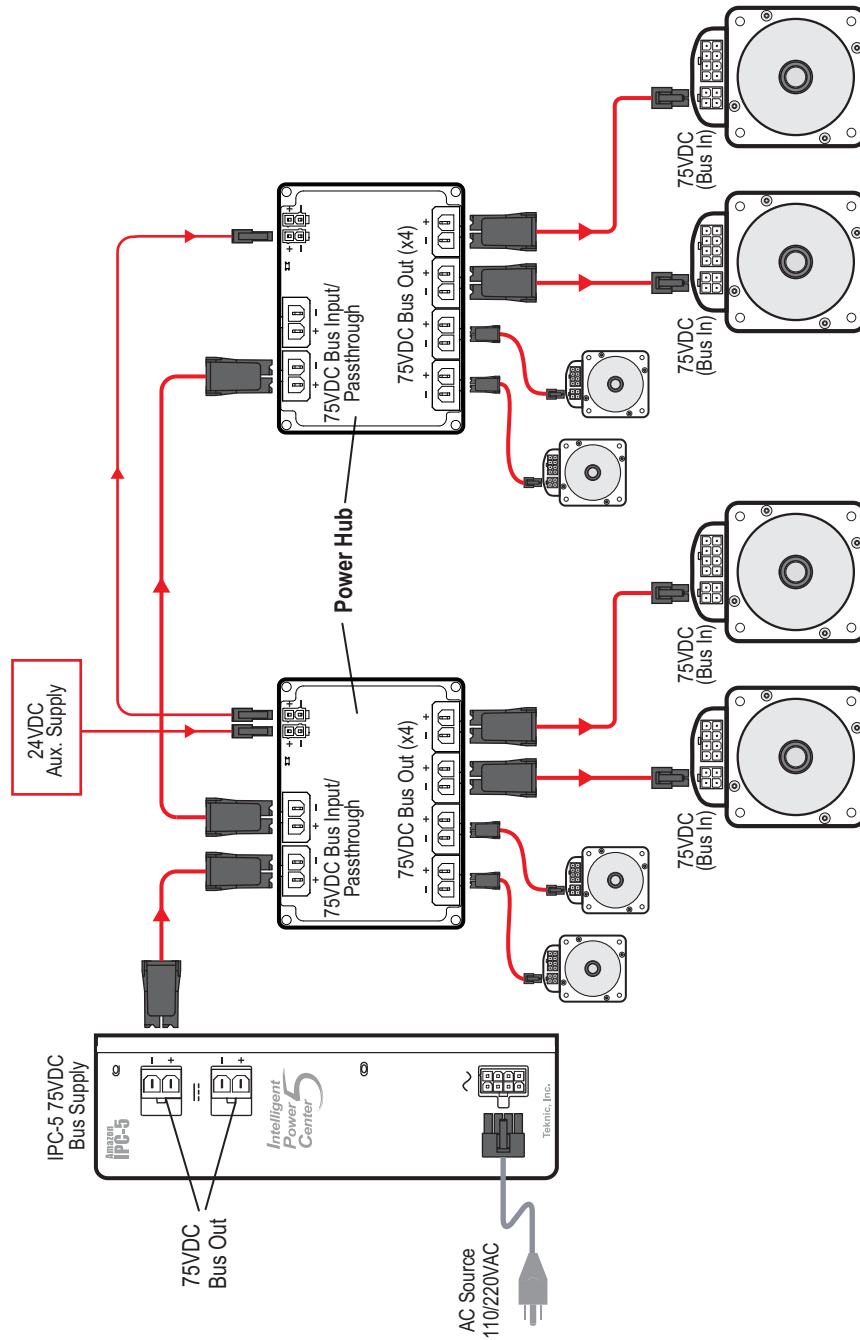 IPC-5 75VDC
Bus Supply
Amazon
IPC-5
- +
- +
75VDC
Bus Out
Intelligent
Power
Center 5
Teknic, Inc.
AC Source
110/220VAC
24VDC
Aux. Supply
Power Hub
75VDC Bus Input/
Passthrough
+ -
+ -
+ -
+ -
75VDC Bus Out (x4)
- +
- +
- +
- +
75VDC
(Bus In)
75VDC
(Bus In)
75VDC Bus Input/
Passthrough
+ -
+ -
+ -
+ -
75VDC Bus Out (x4)
- +
- +
- +
- +
75VDC
(Bus In)
75VDC
(Bus In)